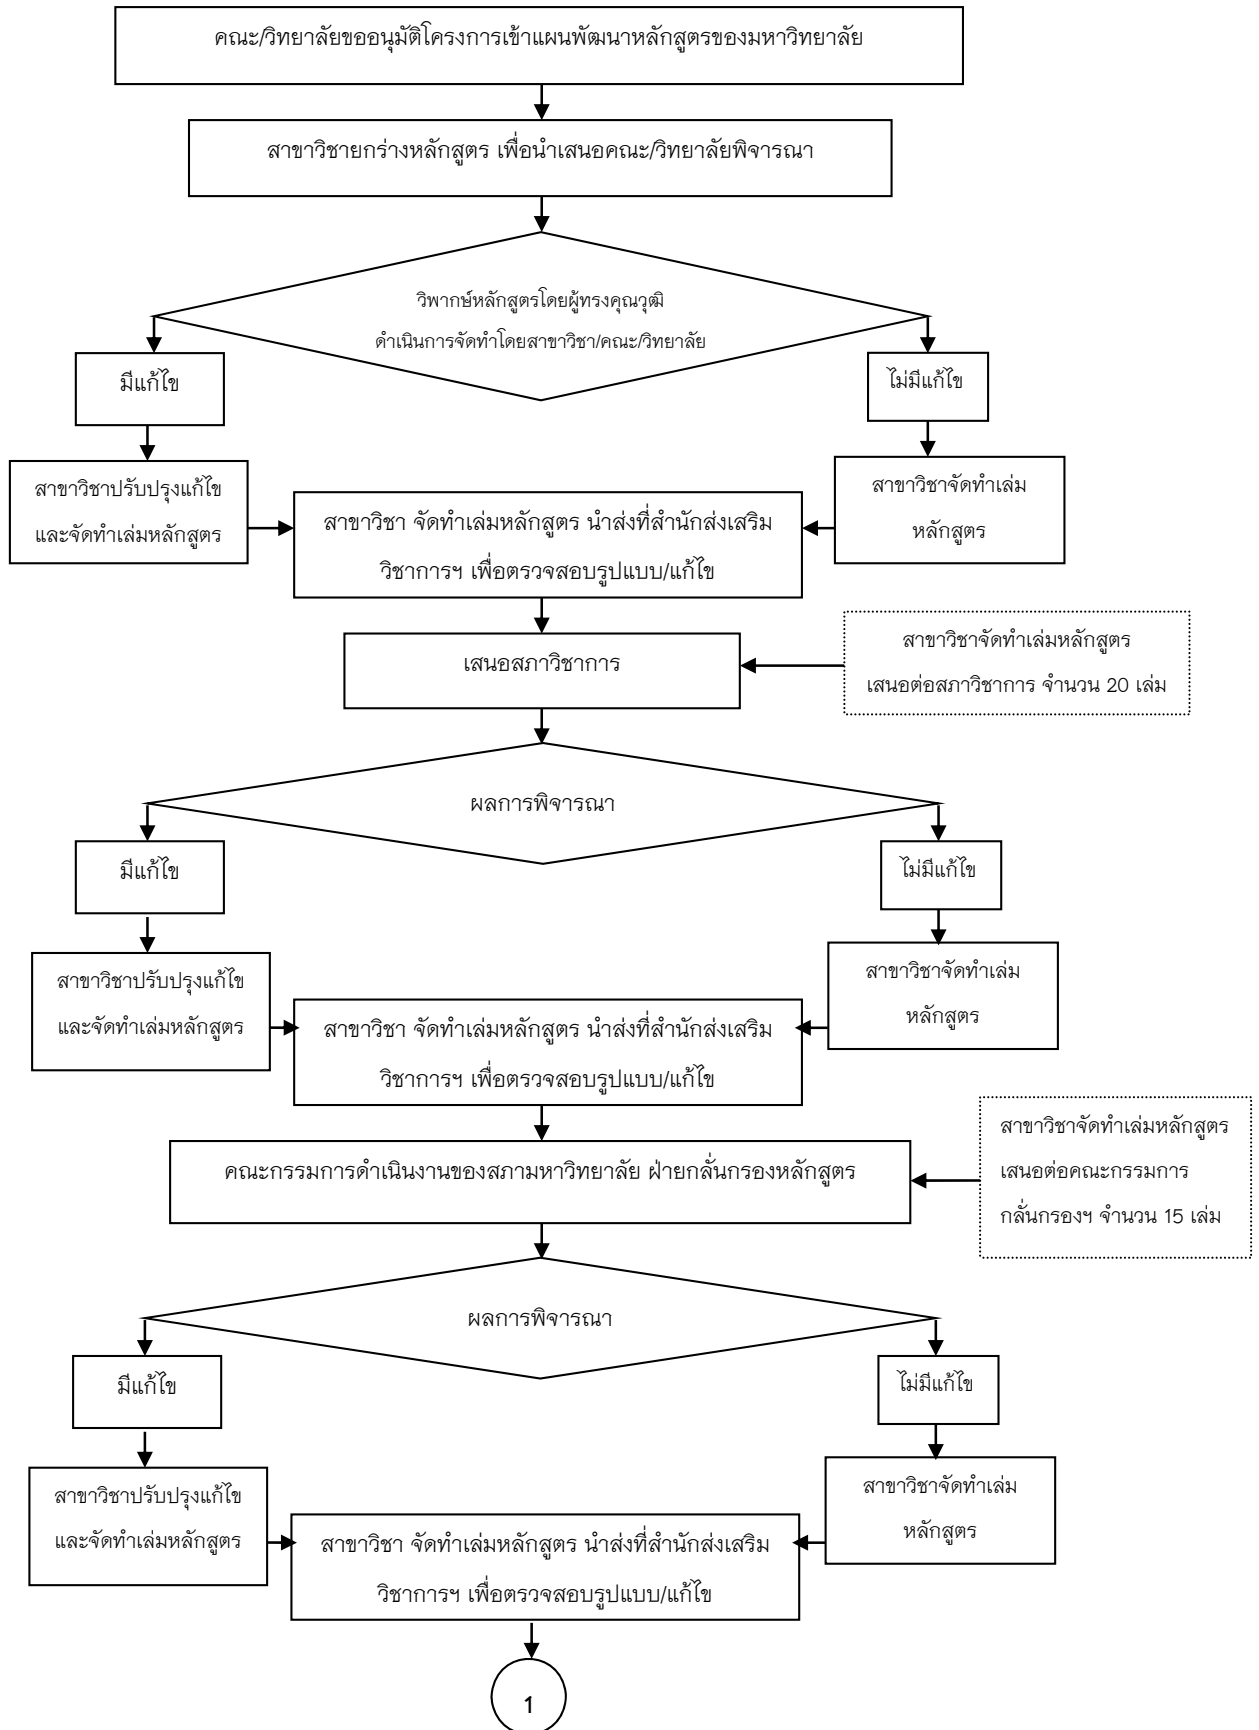 คณะ/วิทยาลัยขออนุมัติโครงการเข้าแผนพัฒนาหลักสูตรของมหาวิทยาลัย
สาขาวิชายกร่างหลักสูตร เพื่อนำเสนอคณะ/วิทยาลัยพิจารณา
วิพากษ์หลักสูตรโดยผู้ทรงคุณวุฒิ
ดำเนินการจัดทำโดยสาขาวิชา/คณะ/วิทยาลัย
มีแก้ไข
ไม่มีแก้ไข
สาขาวิชาปรับปรุงแก้ไข
และจัดทำเล่มหลักสูตร
สาขาวิชา จัดทำเล่มหลักสูตร นำส่งที่สำนักส่งเสริม
วิชาการฯ เพื่อตรวจสอบรูปแบบ/แก้ไข
สาขาวิชาจัดทำเล่ม
หลักสูตร
เสนอสภาวิชาการ
สาขาวิชาจัดทำเล่มหลักสูตร
เสนอต่อสภาวิชาการ จำนวน 20 เล่ม
ผลการพิจารณา
มีแก้ไข
ไม่มีแก้ไข
สาขาวิชาปรับปรุงแก้ไข
และจัดทำเล่มหลักสูตร
สาขาวิชา จัดทำเล่มหลักสูตร นำส่งที่สำนักส่งเสริม
วิชาการฯ เพื่อตรวจสอบรูปแบบ/แก้ไข
สาขาวิชาจัดทำเล่ม
หลักสูตร
คณะกรรมการดำเนินงานของสภามหาวิทยาลัย ฝ่ายกลั่นกรองหลักสูตร
สาขาวิชาจัดทำเล่มหลักสูตร
เสนอต่อคณะกรรมการ
กลั่นกรองฯ จำนวน 15 เล่ม
ผลการพิจารณา
มีแก้ไข
ไม่มีแก้ไข
สาขาวิชาปรับปรุงแก้ไข
และจัดทำเล่มหลักสูตร
สาขาวิชา จัดทำเล่มหลักสูตร นำส่งที่สำนักส่งเสริม
วิชาการฯ เพื่อตรวจสอบรูปแบบ/แก้ไข
สาขาวิชาจัดทำเล่ม
หลักสูตร
1